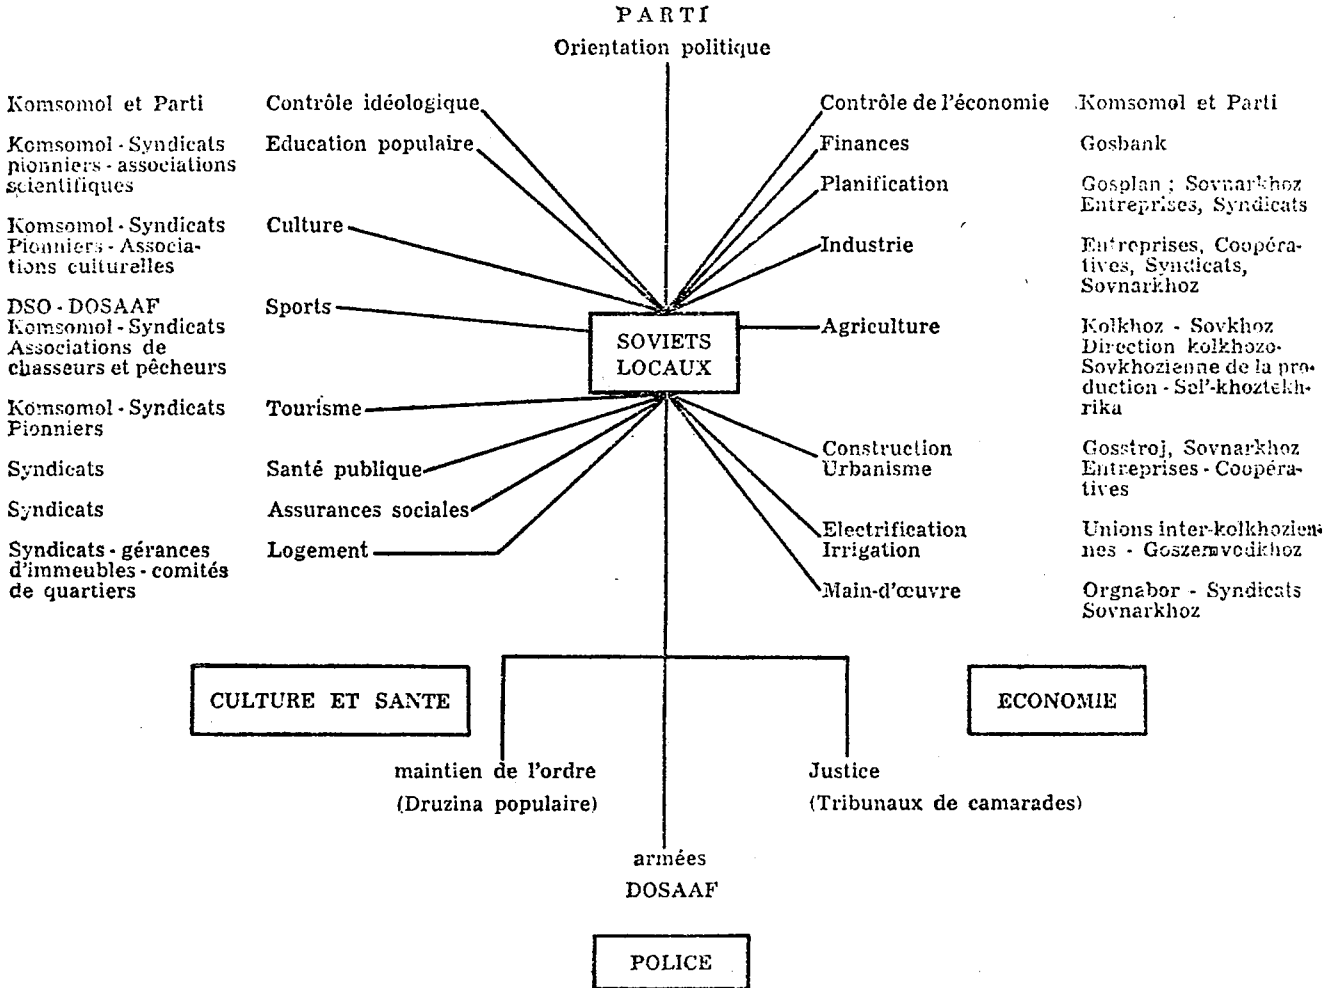 PARTI
Orientation politique
Komsomol et Parti
Contrôle idéologique
Komsomol - Syndicats
pionniers - associations
scientifiques
Education populaire
Komsomol - Syndicats
Pionniers - Associa-
tions culturelles
Culture
DSO - DOSAAF
Komsomol - Syndicats
Associations de
chasseurs et pêcheurs
Sports
Komsomol - Syndicats
Pionniers
Tourisme
Syndicats
Santé publique
Syndicats
Assurances sociales
Syndicats - gérances
d'immeubles - comités
de quartiers
Logement
SOVIETS
LOCAUX
Contrôle de l'économie
Komsomol et Parti
Finances
Gosbank
Planification
Gosplan ; Sovnarkhoz
Entreprises, Syndicats
Industrie
Entreprises, Coopéra-
tives, Syndicats,
Sovnarkhoz
Agriculture
Kolkhoz - Sovkhoz
Direction kolkhozo-
Sovkhozienne de la pro-
duction - Sel'-khoztekh-
rika
Construction
Urbanisme
Gosstroj, Sovnarkhoz
Entreprises - Coopéra-
tives
Electrification
Irrigation
Unions inter-kolkhozien-
nes - Goszemvodkhoz
Main-d'œuvre
Orgnabor - Syndicats
Sovnarkhoz
CULTURE ET SANTE
ECONOMIE
maintien de l'ordre
(Druzina populaire)
Justice
(Tribunaux de camarades)
armées
DOSAAF
POLICE